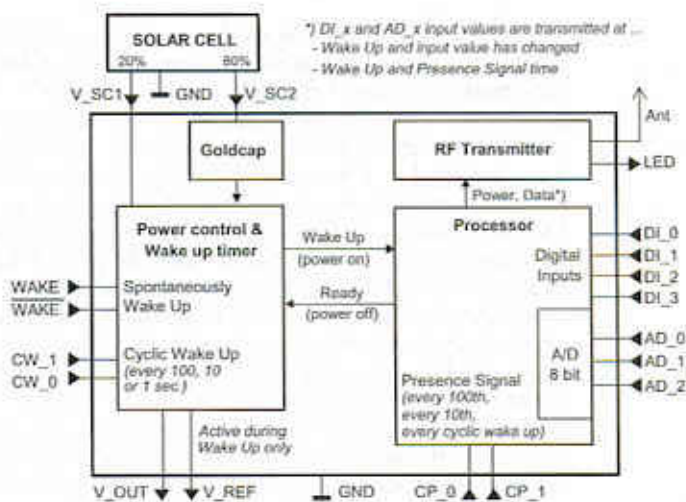 SOLAR CELL
20% 80%
*) DI_x and AD_x input values are transmitted at ...
- Wake Up and input value has changed
- Wake Up and Presence Signal time
V_SC1 GND V_SC2
Ant
Goldcap
RF Transmitter
LED
Power, Data*)
Power control &
Wake up timer
Wake Up
(power on)
Ready
(power off)
Processor
Digital
Inputs
DI_0
DI_1
DI_2
DI_3
WAKE
WAKE
Spontaneously
Wake Up
CW_1
CW_0
Cyclic Wake Up
(every 100, 10
or 1 sec.)
A/D
8 bit
AD_0
AD_1
AD_2
Presence Signal
(every 100th,
every 10th,
every cyclic wake up)
Active during
Wake Up only
V_OUT V_REF GND CP_0 CP_1